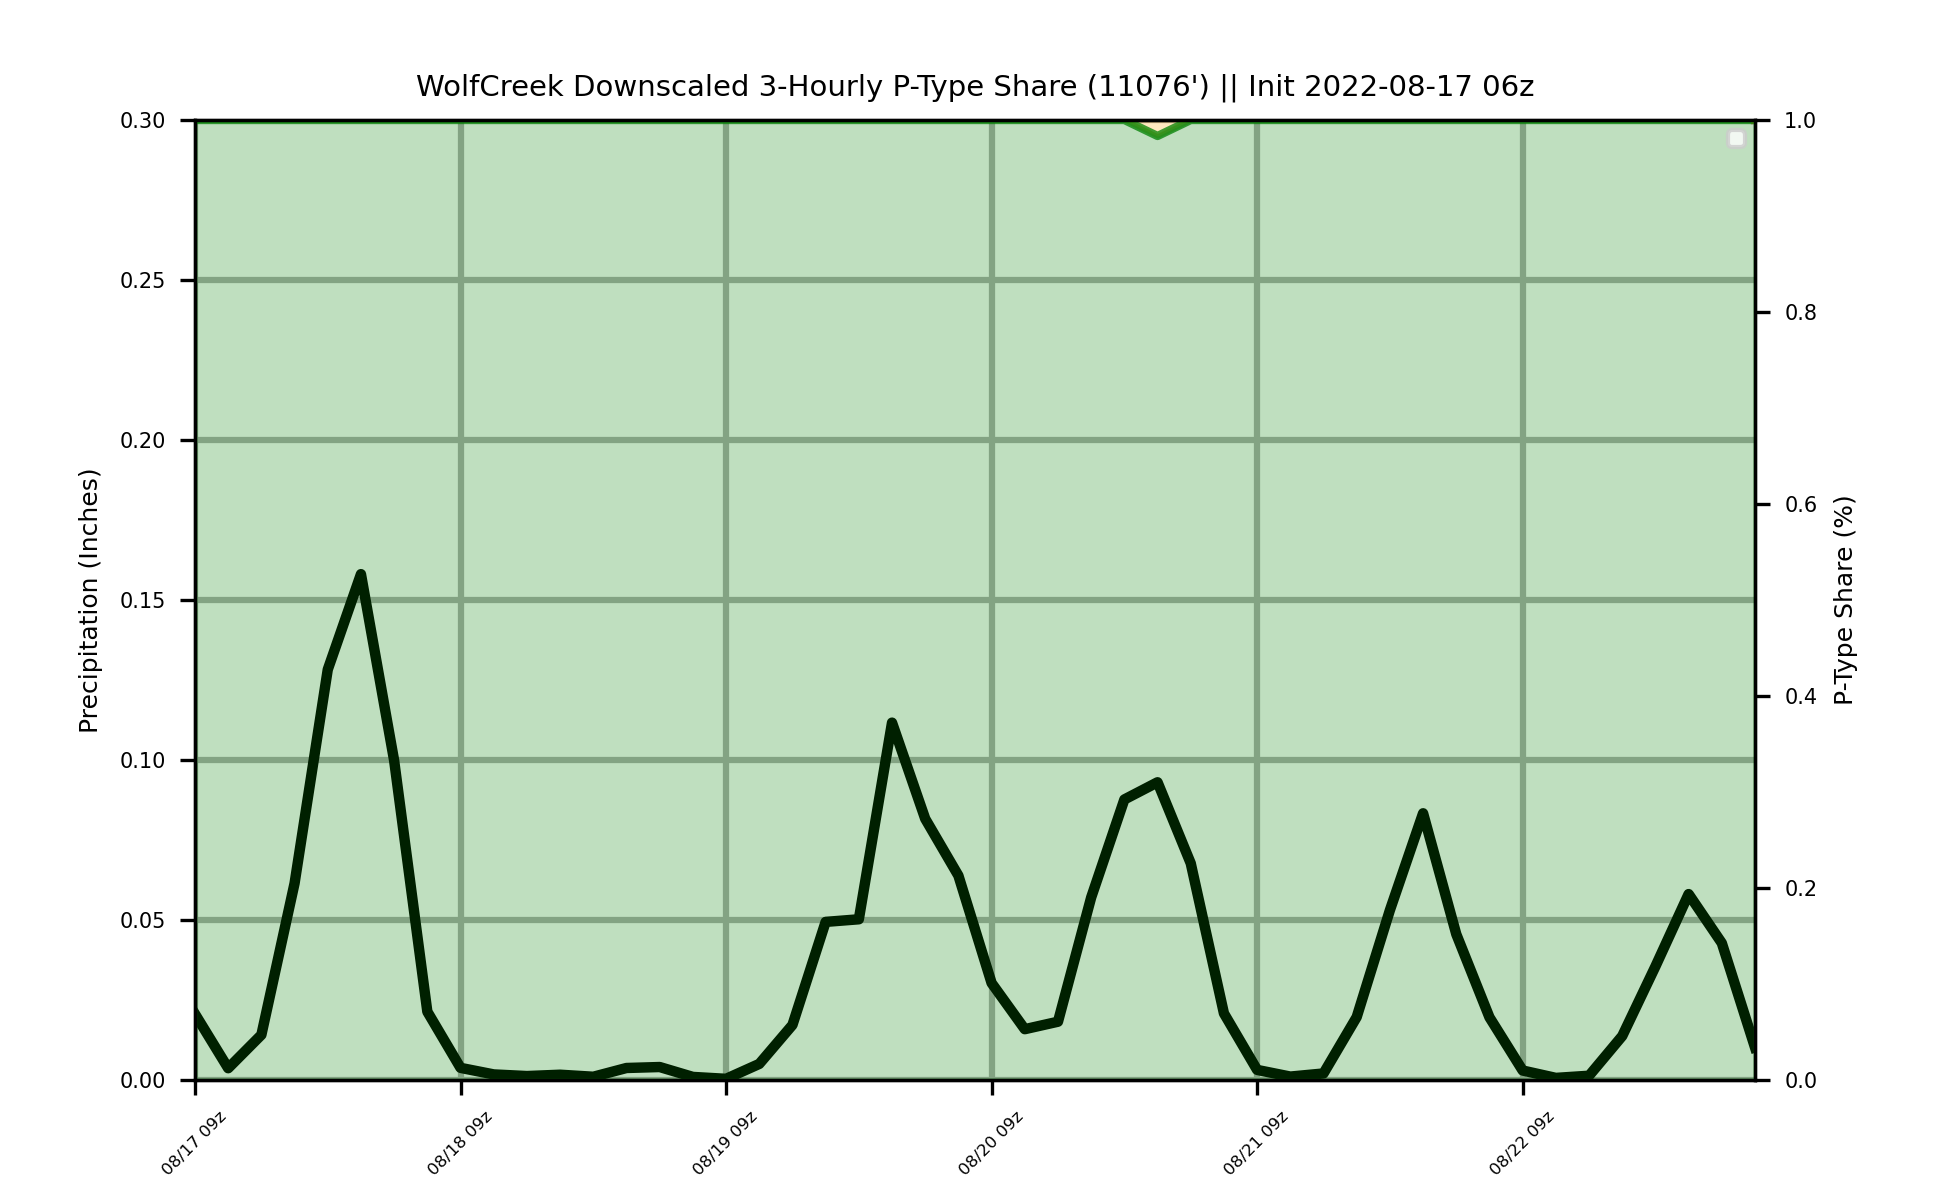 WolfCreek Downscaled 3-Hourly P-Type Share (11076') || Init 2022-08-17 06z
0.30
0.25
0.20
0.15
0.10
0.05
0.00
Precipitation (Inches)
1.0
0.8
0.6
0.4
0.2
0.0
P-Type Share (%)
08/17 09z
08/18 09z
08/19 09z
08/20 09z
08/21 09z
08/22 09z